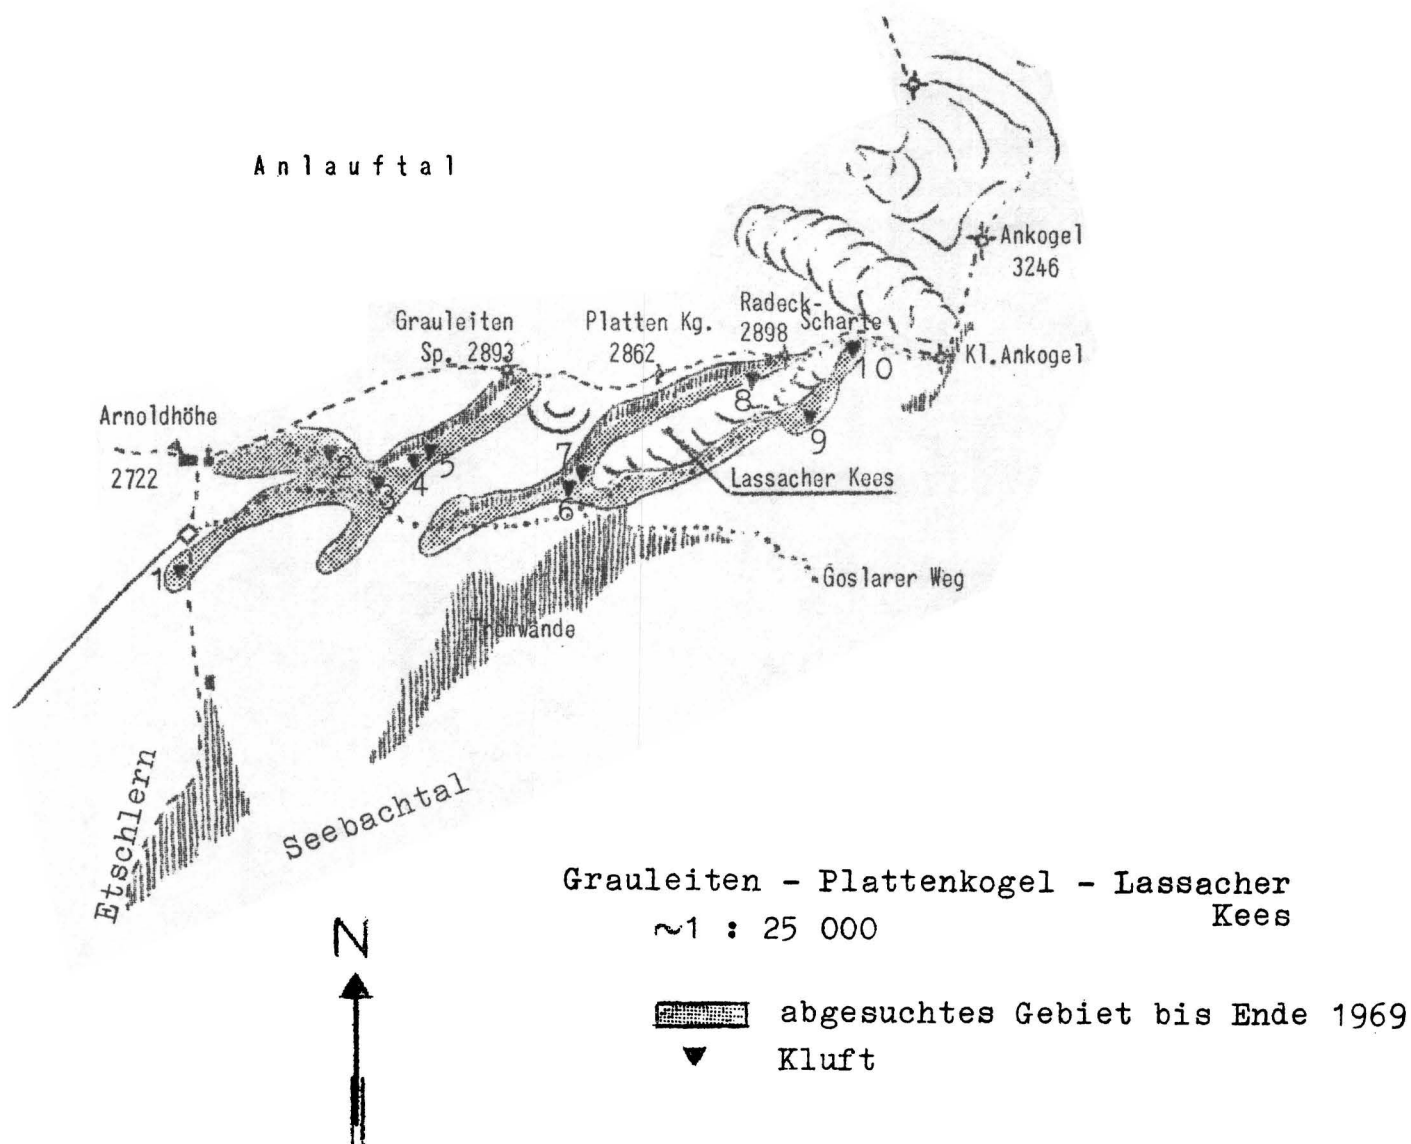 Anlauftal
Ankogel
3246
Radeck-
Scharte
2898
Grauleiten
Sp. 2893
Platten Kg.
2862
Kl.Ankogel
10
Arnoldhöhe
2722
8
9
2
5
4
3
7
6
Lassacher Kees
1
Goslarer Weg
Tromwände
Etschlern
Seebachtal
Grauleiten - Plattenkogel - Lassacher
Kees
~1 : 25 000
N
abgesuchtes Gebiet bis Ende 1969
Kluft